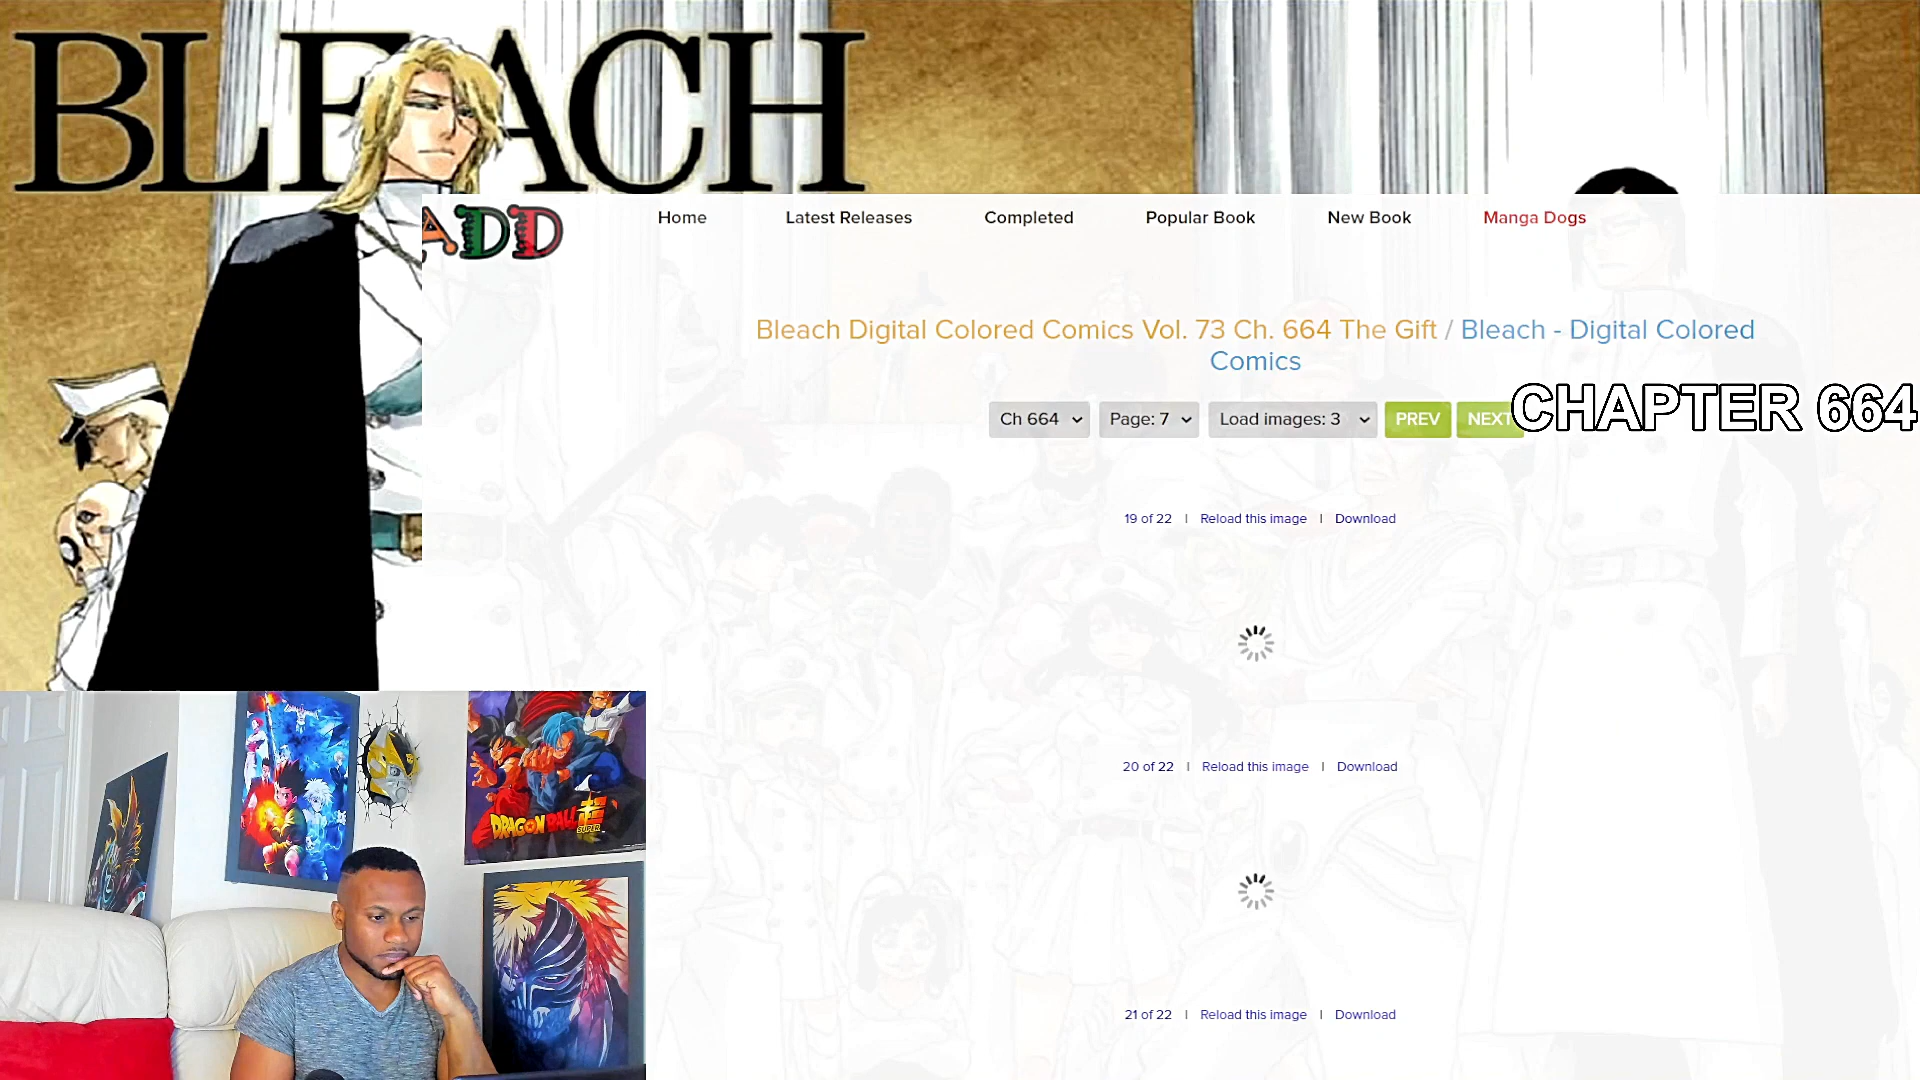 BLEACH
ADD
Home
Latest Releases
Completed
Popular Book
New Book
Manga Dogs
Bleach Digital Colored Comics Vol. 73 Ch. 664 The Gift / Bleach - Digital Colored
Comics
Ch 664
Page: 7
Load images: 3
PREV
NEXT
CHAPTER 664
19 of 22 | Reload this image | Download
20 of 22 | Reload this image | Download
DRAGON BALL
SUPER
21 of 22 | Reload this image | Download